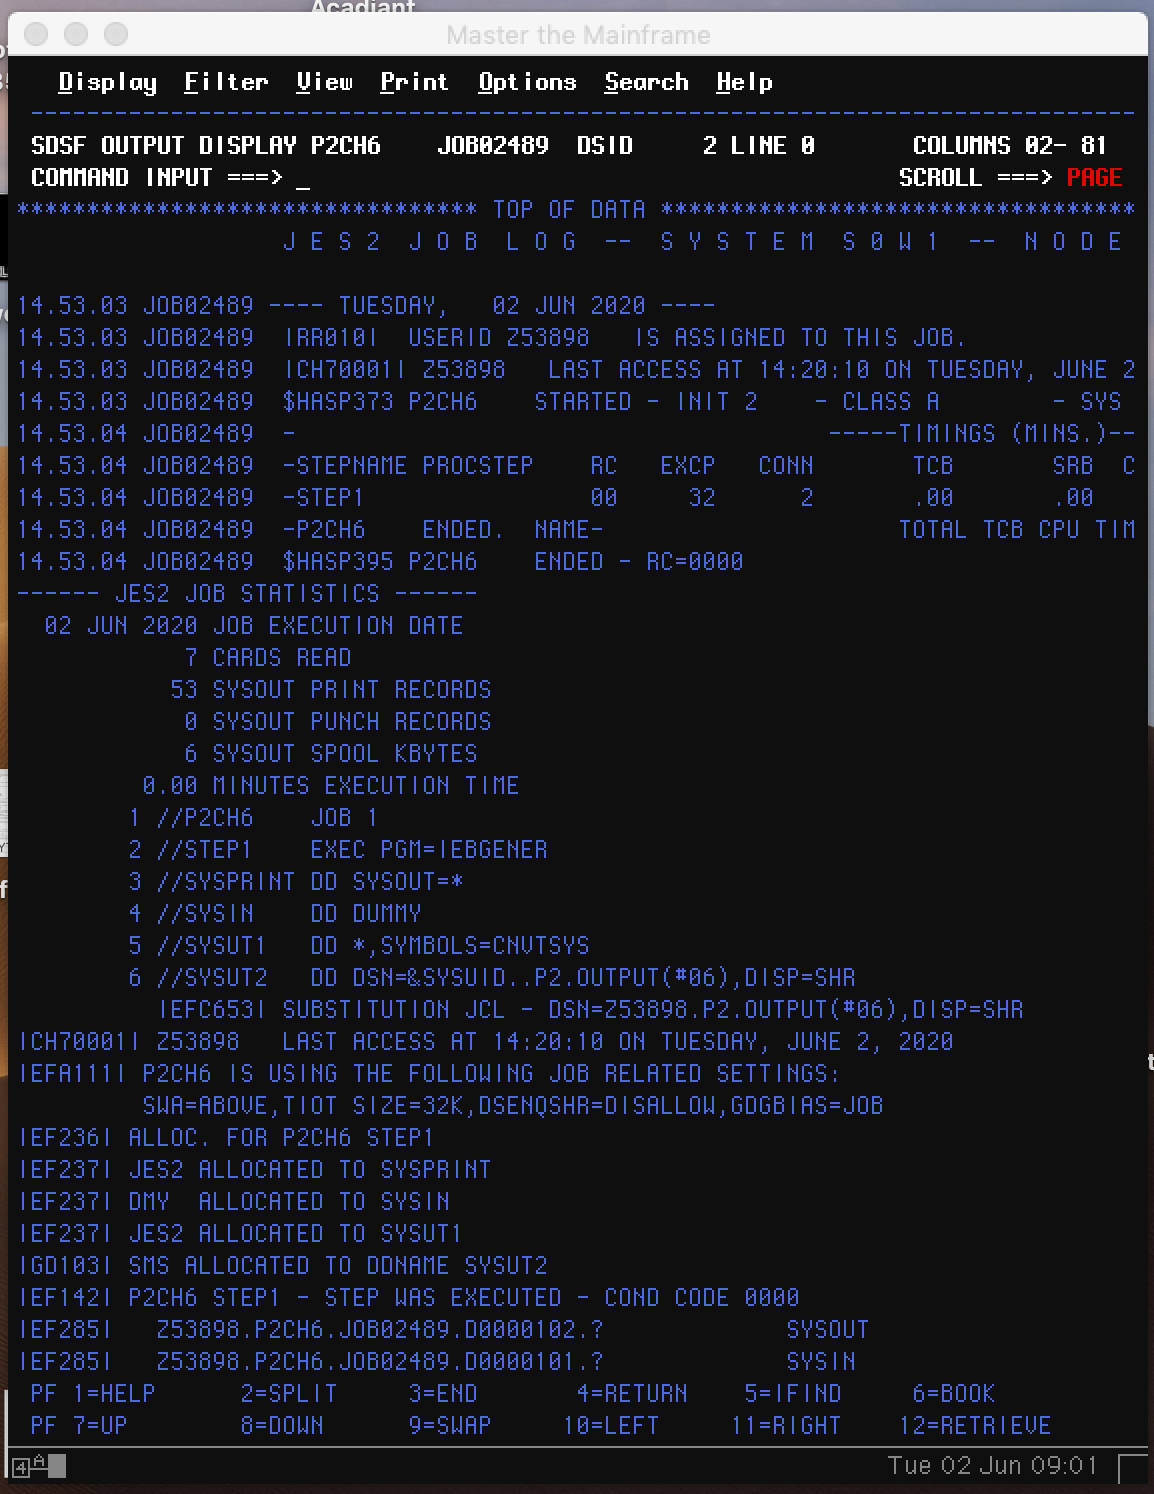 Acadiant
Master the Mainframe
Display Filter View Print Options Search Help
-------------------------------------------------------------------------------
SDSF OUTPUT DISPLAY P2CH6    JOB02489  DSID     2 LINE 0       COLUMNS 02- 81
COMMAND INPUT ===> _                                          SCROLL ===> PAGE
********************************* TOP OF DATA **********************************
                   J E S 2  J O B  L O G  --  S Y S T E M  S 0 W 1  --  N O D E
14.53.03 JOB02489 ---- TUESDAY,   02 JUN 2020 ----
14.53.03 JOB02489  IRR010I  USERID Z53898   IS ASSIGNED TO THIS JOB.
14.53.03 JOB02489  ICH70001I Z53898   LAST ACCESS AT 14:20:10 ON TUESDAY, JUNE 2
14.53.03 JOB02489  $HASP373 P2CH6    STARTED - INIT 2    - CLASS A        - SYS
14.53.04 JOB02489  -                                      -----TIMINGS (MINS.)--
14.53.04 JOB02489  -STEPNAME PROCSTEP    RC   EXCP   CONN       TCB       SRB  C
14.53.04 JOB02489  -STEP1                00     32      2       .00       .00
14.53.04 JOB02489  -P2CH6    ENDED.  NAME-                     TOTAL TCB CPU TIM
14.53.04 JOB02489  $HASP395 P2CH6    ENDED - RC=0000
------ JES2 JOB STATISTICS ------
  02 JUN 2020 JOB EXECUTION DATE
            7 CARDS READ
           53 SYSOUT PRINT RECORDS
            0 SYSOUT PUNCH RECORDS
            6 SYSOUT SPOOL KBYTES
         0.00 MINUTES EXECUTION TIME
        1 //P2CH6    JOB 1
        2 //STEP1    EXEC PGM=IEBGENER
        3 //SYSPRINT DD SYSOUT=*
        4 //SYSIN    DD DUMMY
        5 //SYSUT1   DD *,SYMBOLS=CNVTSYS
        6 //SYSUT2   DD DSN=&SYSUID..P2.OUTPUT(#06),DISP=SHR
          IEFC653I SUBSTITUTION JCL - DSN=Z53898.P2.OUTPUT(#06),DISP=SHR
ICH70001I Z53898   LAST ACCESS AT 14:20:10 ON TUESDAY, JUNE 2, 2020
IEFA111I P2CH6 IS USING THE FOLLOWING JOB RELATED SETTINGS:
         SWA=ABOVE,TIOT SIZE=32K,DSENQSHR=DISALLOW,GDGBIAS=JOB
IEF236I ALLOC. FOR P2CH6 STEP1
IEF237I JES2 ALLOCATED TO SYSPRINT
IEF237I DMY  ALLOCATED TO SYSIN
IEF237I JES2 ALLOCATED TO SYSUT1
IGD103I SMS ALLOCATED TO DDNAME SYSUT2
IEF142I P2CH6 STEP1 - STEP WAS EXECUTED - COND CODE 0000
IEF285I   Z53898.P2CH6.JOB02489.D0000102.?             SYSOUT
IEF285I   Z53898.P2CH6.JOB02489.D0000101.?             SYSIN
PF 1=HELP      2=SPLIT     3=END       4=RETURN    5=IFIND     6=BOOK
PF 7=UP        8=DOWN      9=SWAP     10=LEFT     11=RIGHT    12=RETRIEVE
4 A Tue 02 Jun 09:01